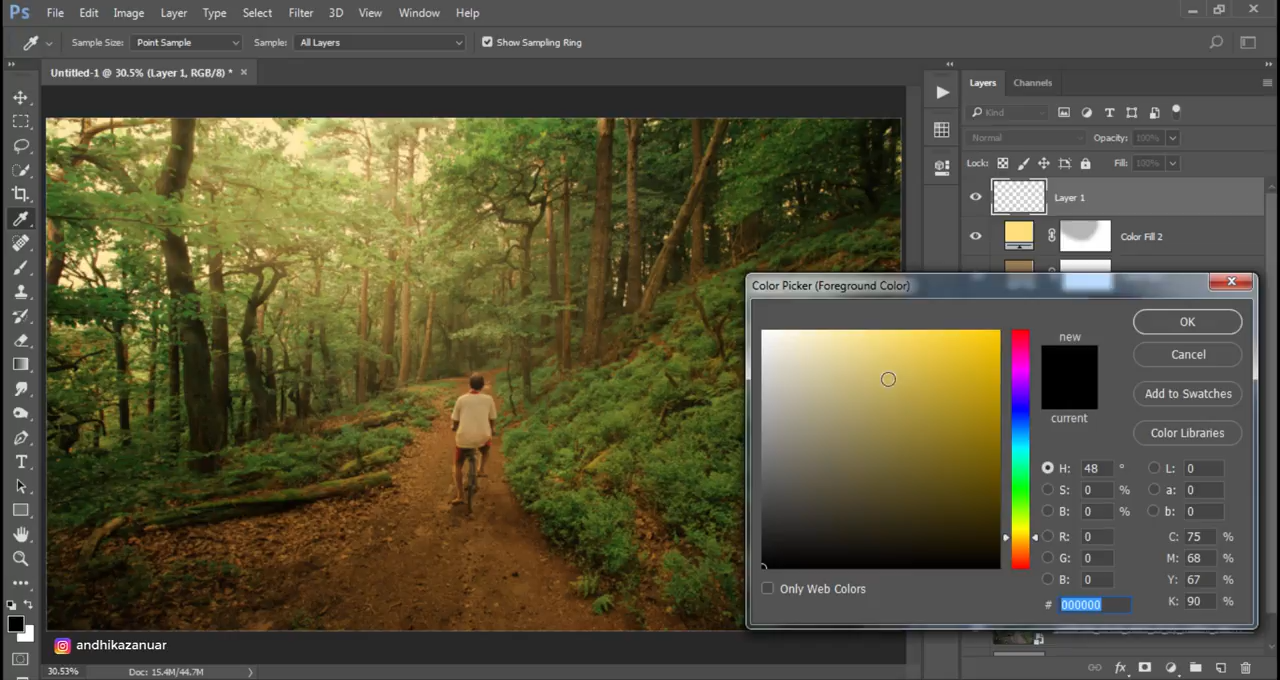 Ps File Edit Image Layer Type Select Filter 3D View Window Help
Sample Size: Point Sample Sample: All Layers Show Sampling Ring
Untitled-1 @ 30.5% (Layer 1, RGB/8) * ×
Layers Channels
Kind
Normal Opacity: 100%
Lock: Fill: 100%
Layer 1
Color Fill 2
Color Picker (Foreground Color)
new
current
OK
Cancel
Add to Swatches
Color Libraries
H: 48 ° L: 0
S: 0 % a: 0
B: 0 % b: 0
R: 0 C: 75 %
G: 0 M: 68 %
B: 0 Y: 67 %
# 000000 K: 90 %
Only Web Colors
andhikazanuar
30.53% Doc: 15.4M/44.7M
fx